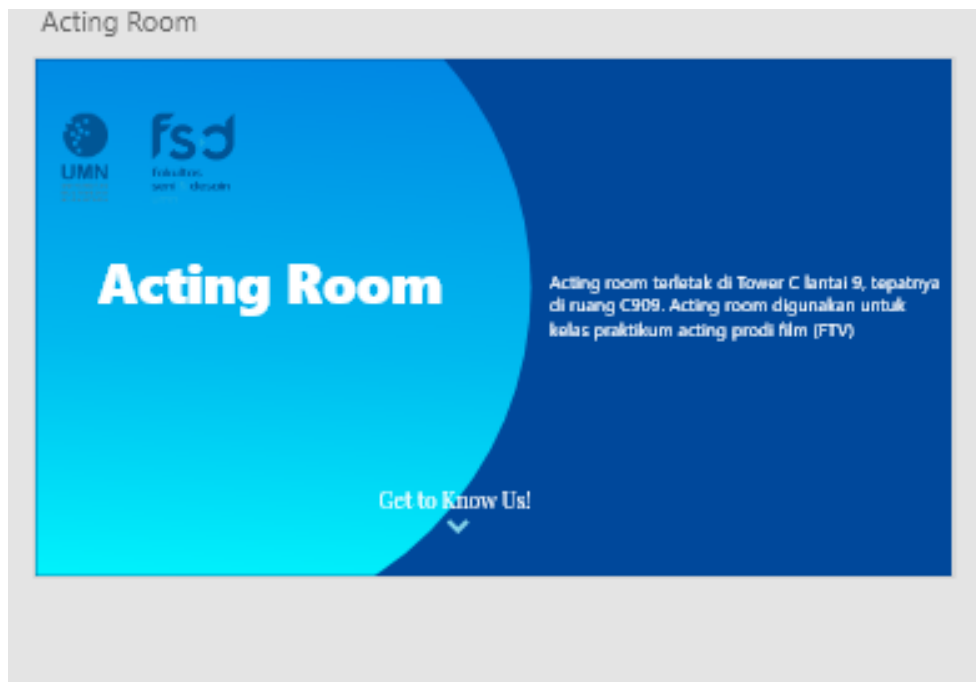 Acting Room
UMN
fsd
fakultas
seni desain
Acting Room
Acting room terletak di Tower C lantai 9, tepatnya
di ruang C909. Acting room digunakan untuk
kelas praktikum acting prodi film (FTV)
Get to Know Us!